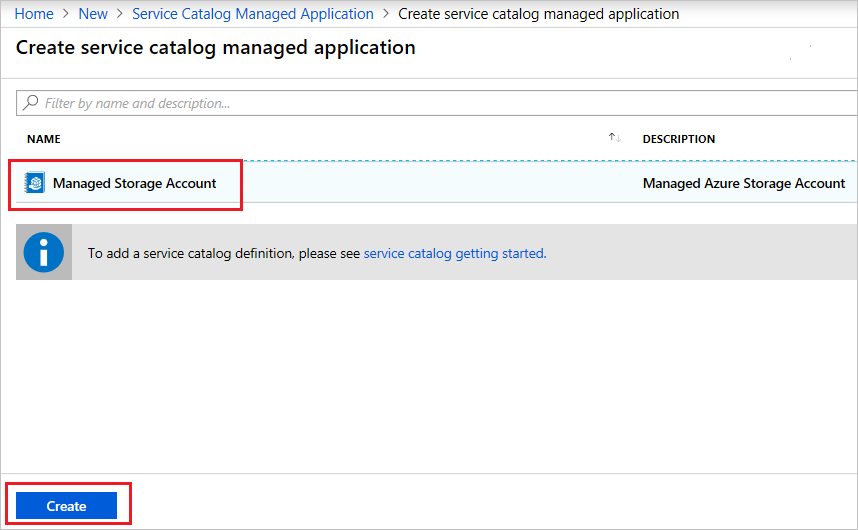 Home > New > Service Catalog Managed Application > Create service catalog managed application
Create service catalog managed application
Filter by name and description...
NAME ↑↓ DESCRIPTION
Managed Storage Account Managed Azure Storage Account
To add a service catalog definition, please see service catalog getting started.
Create